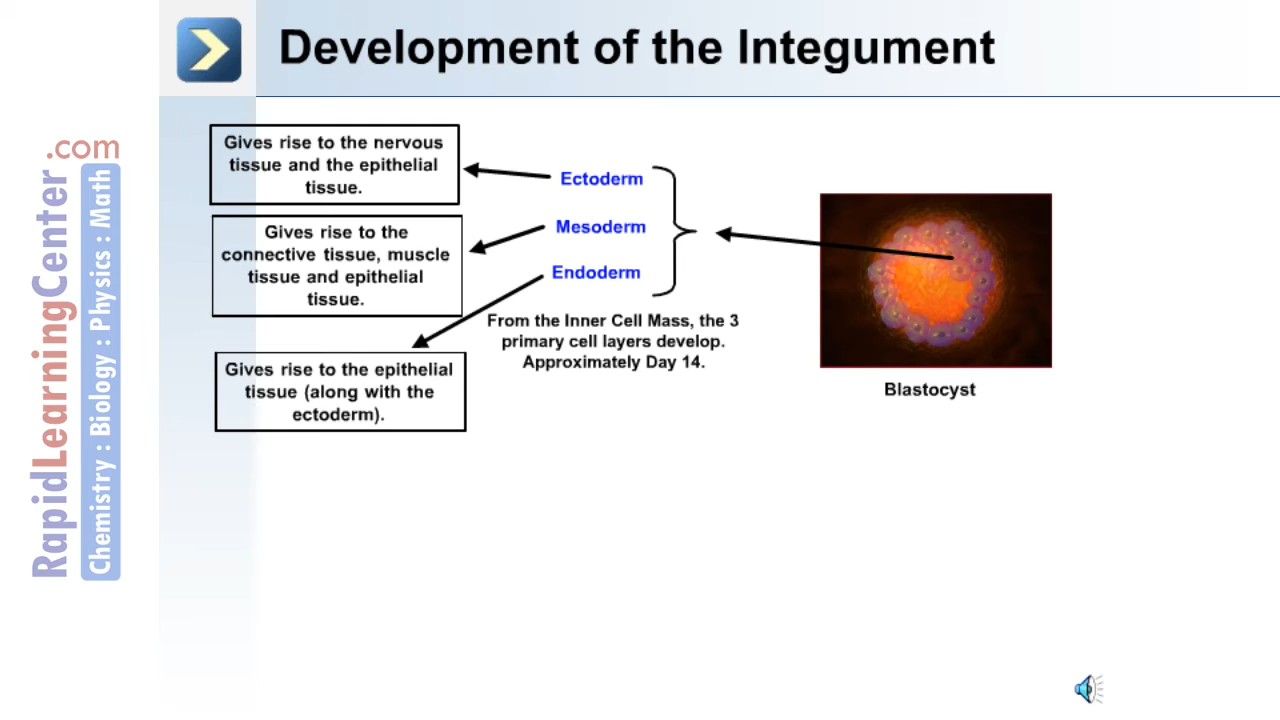 Development of the Integument
Gives rise to the nervous
tissue and the epithelial
tissue.
Gives rise to the
connective tissue, muscle
tissue and epithelial
tissue.
Gives rise to the epithelial
tissue (along with the
ectoderm).
Ectoderm
Mesoderm
Endoderm
From the Inner Cell Mass, the 3
primary cell layers develop.
Approximately Day 14.
Blastocyst
RapidLearningCenter.com
Chemistry : Biology : Physics : Math